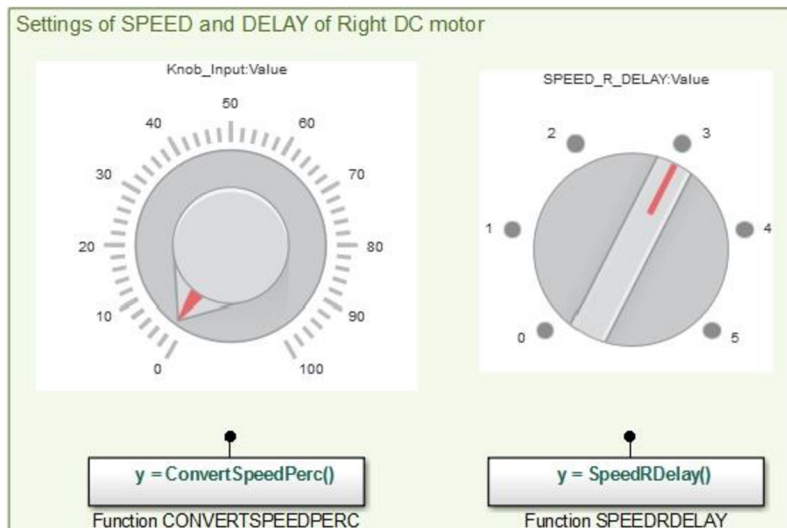 Settings of SPEED and DELAY of Right DC motor
Knob_Input:Value
50
40
60
30
70
20
80
10
90
0
100
SPEED_R_DELAY:Value
2
3
1
4
0
5
y = ConvertSpeedPerc()
Function CONVERTSPEEDPERC
y = SpeedRDelay()
Function SPEEDRDELAY